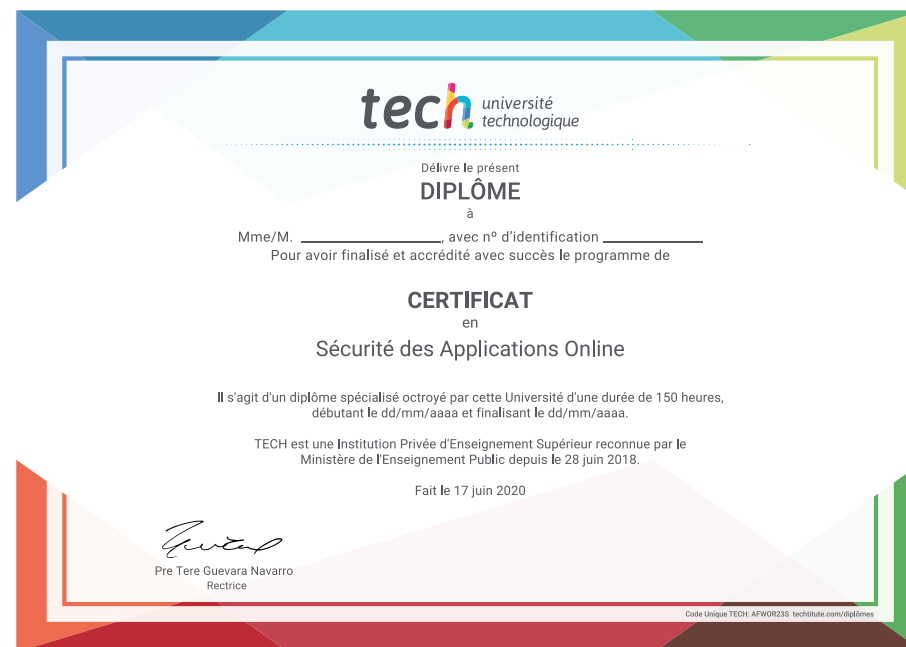 tech université
technologique
Délivre le présent
DIPLÔME
à
Mme/M. ____________________, avec nº d'identification ______________
Pour avoir finalisé et accrédité avec succès le programme de
CERTIFICAT
en
Sécurité des Applications Online
Il s'agit d'un diplôme spécialisé octroyé par cette Université d'une durée de 150 heures,
débutant le dd/mm/aaaa et finalisant le dd/mm/aaaa.
TECH est une Institution Privée d'Enseignement Supérieur reconnue par le
Ministère de l'Enseignement Public depuis le 28 juin 2018.
Fait le 17 juin 2020
Pre Tere Guevara Navarro
Rectrice
Code Unique TECH: AFWOR23S techtitute.com/diplômes